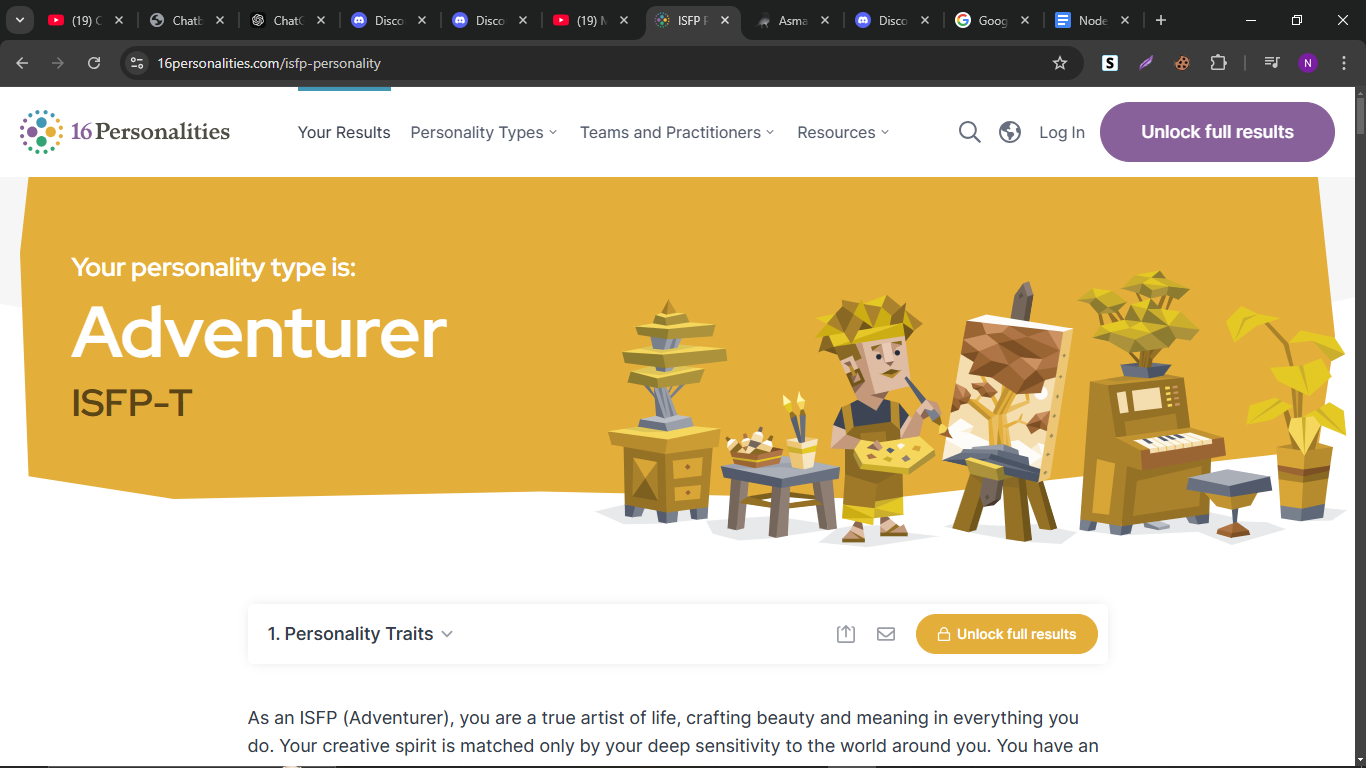 (19) C
Chatb
ChatG
Disco
Disco
(19) M
ISFP P
Asma
Disco
Goog
Node
16personalities.com/isfp-personality
S
N
16Personalities
Your Results
Personality Types
Teams and Practitioners
Resources
Log In
Unlock full results
Your personality type is:
Adventurer
ISFP-T
1. Personality Traits
Unlock full results
As an ISFP (Adventurer), you are a true artist of life, crafting beauty and meaning in everything you
do. Your creative spirit is matched only by your deep sensitivity to the world around you. You have an